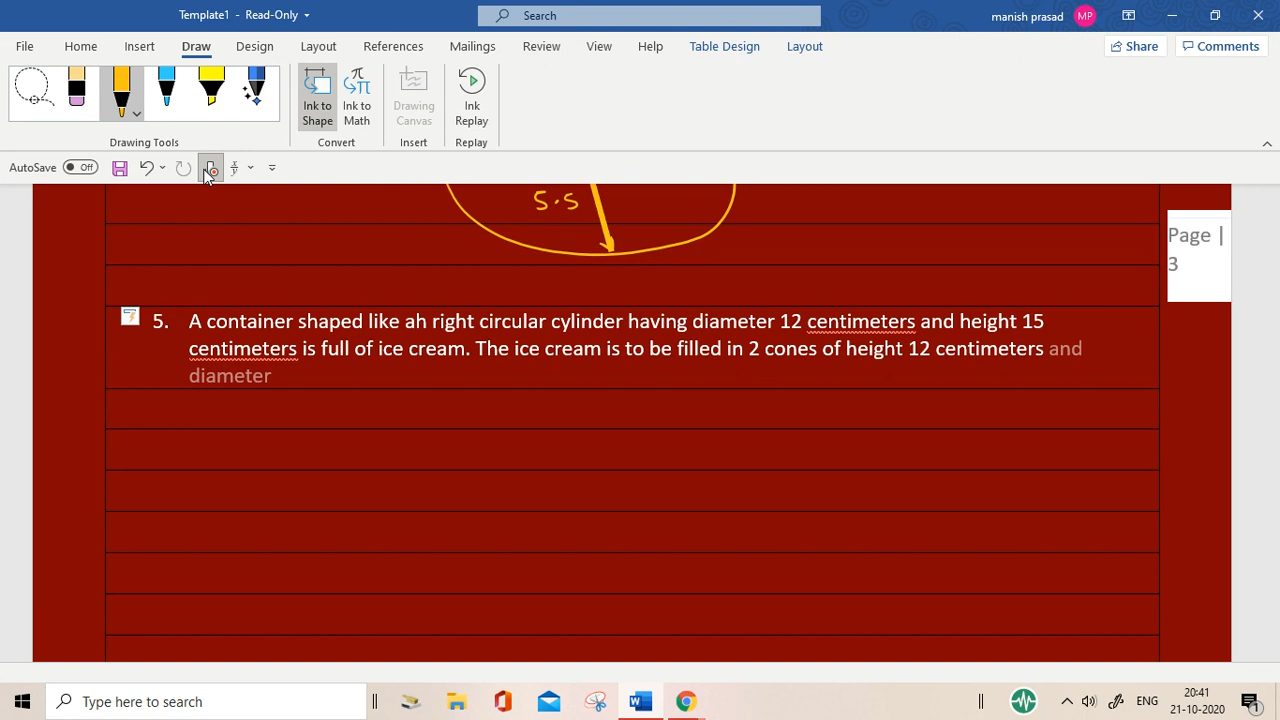 Template1 - Read-Only
Search
manish prasad
MP
File Home Insert Draw Design Layout References Mailings Review View Help Table Design Layout
Share
Comments
Ink to Shape
Ink to Math
Drawing Canvas
Ink Replay
Drawing Tools Convert Insert Replay
AutoSave Off
5.5
Page |
3
5. A container shaped like ah right circular cylinder having diameter 12 centimeters and height 15
centimeters is full of ice cream. The ice cream is to be filled in 2 cones of height 12 centimeters and
diameter
Type here to search
ENG
20:41
21-10-2020